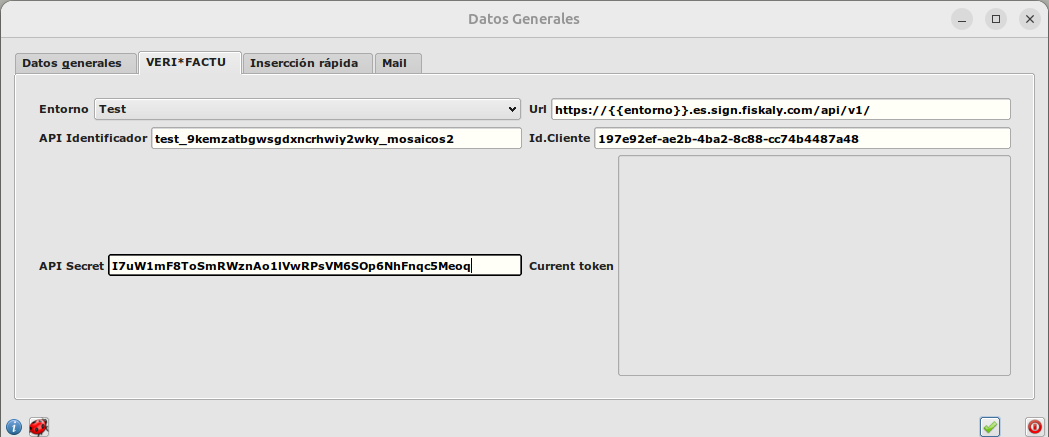 Datos Generales
Datos generales
VERI*FACTU
Insercción rápida
Mail
Entorno Test
Url https://{{entorno}}.es.sign.fiskaly.com/api/v1/
API Identificador test_9kemzatbgwsgdxncrhwiy2wky_mosaicos2
Id.Cliente 197e92ef-ae2b-4ba2-8c88-cc74b4487a48
API Secret I7uW1mF8ToSmRWznAo1lVwRPsVM6SOp6NhFnqc5Meoq
Current token